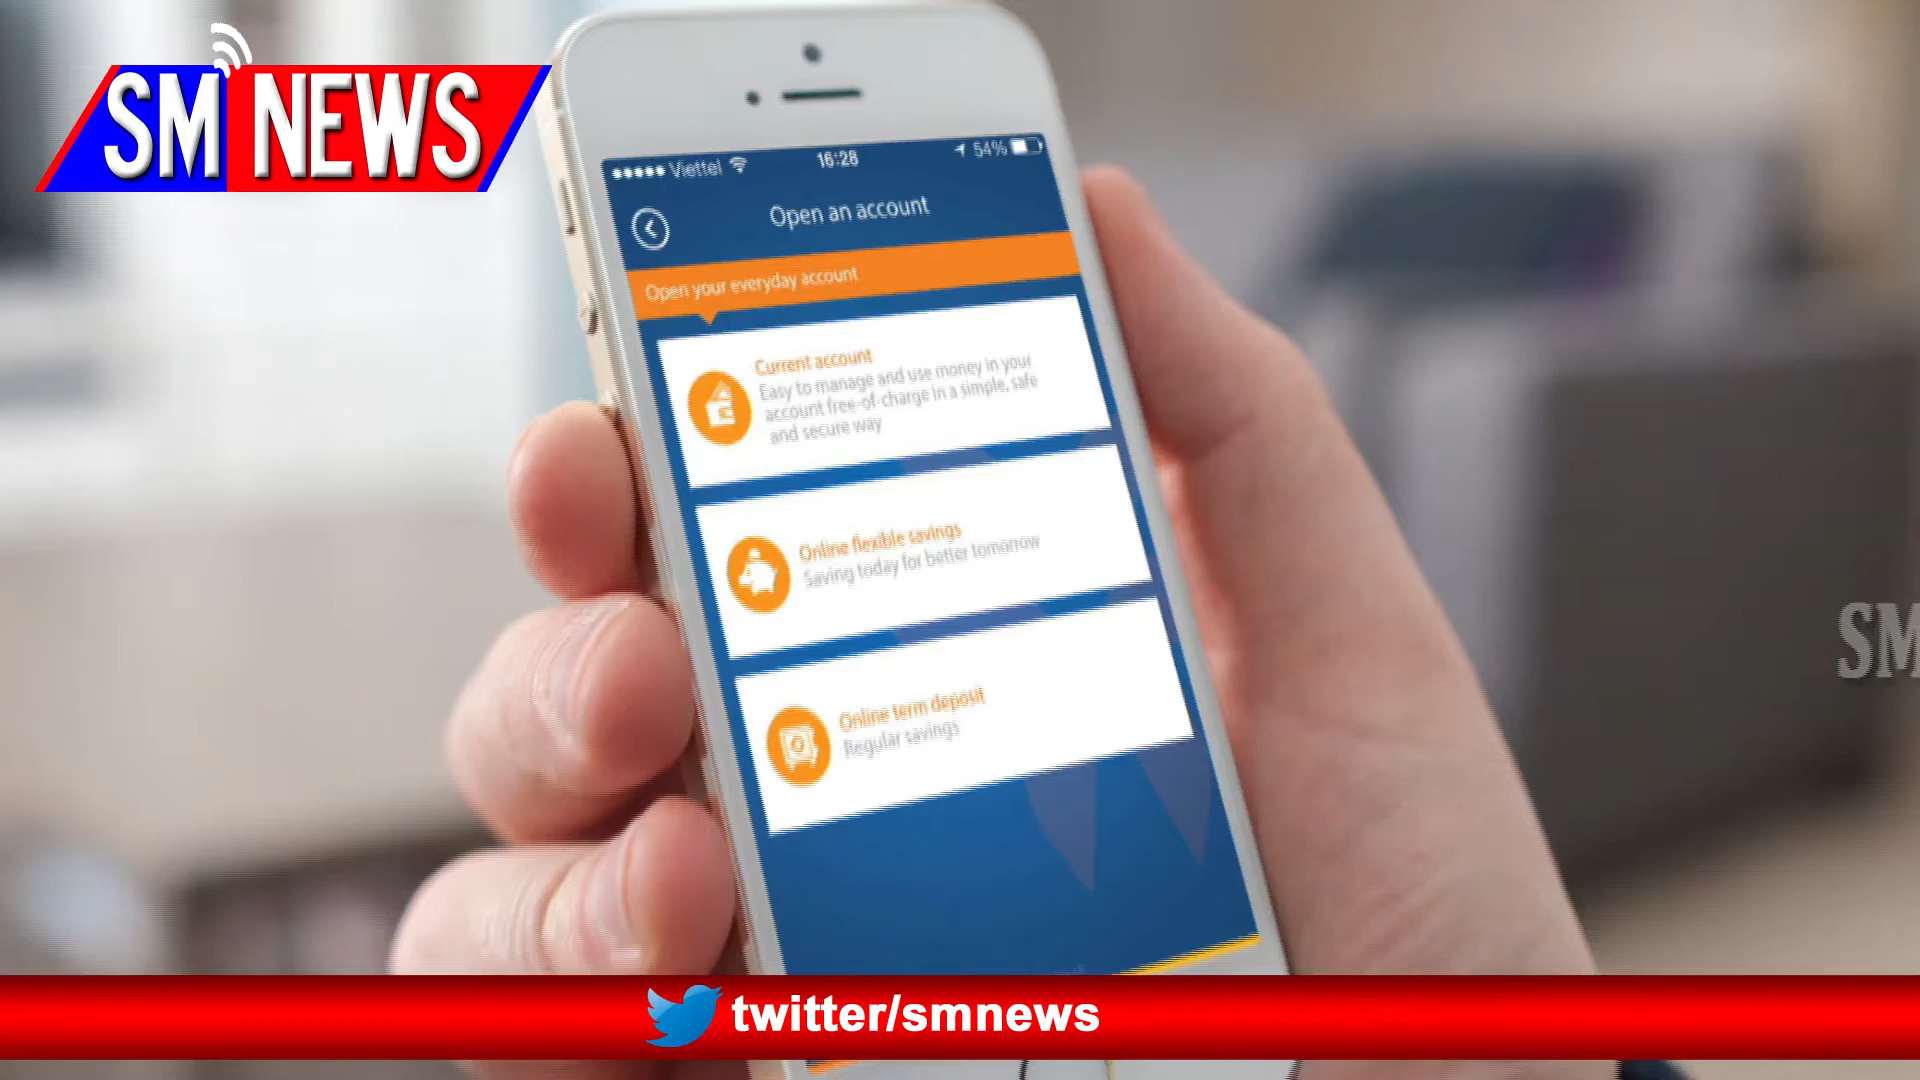 SM NEWS
Viettel 16:28 54%
Open an account
Open your everyday account
Current account
Easy to manage and use money in your
account free-of-charge in a simple, safe
and secure way
Online flexible savings
Saving today for better tomorrow
Online term deposit
Regular savings
SM
twitter/smnews